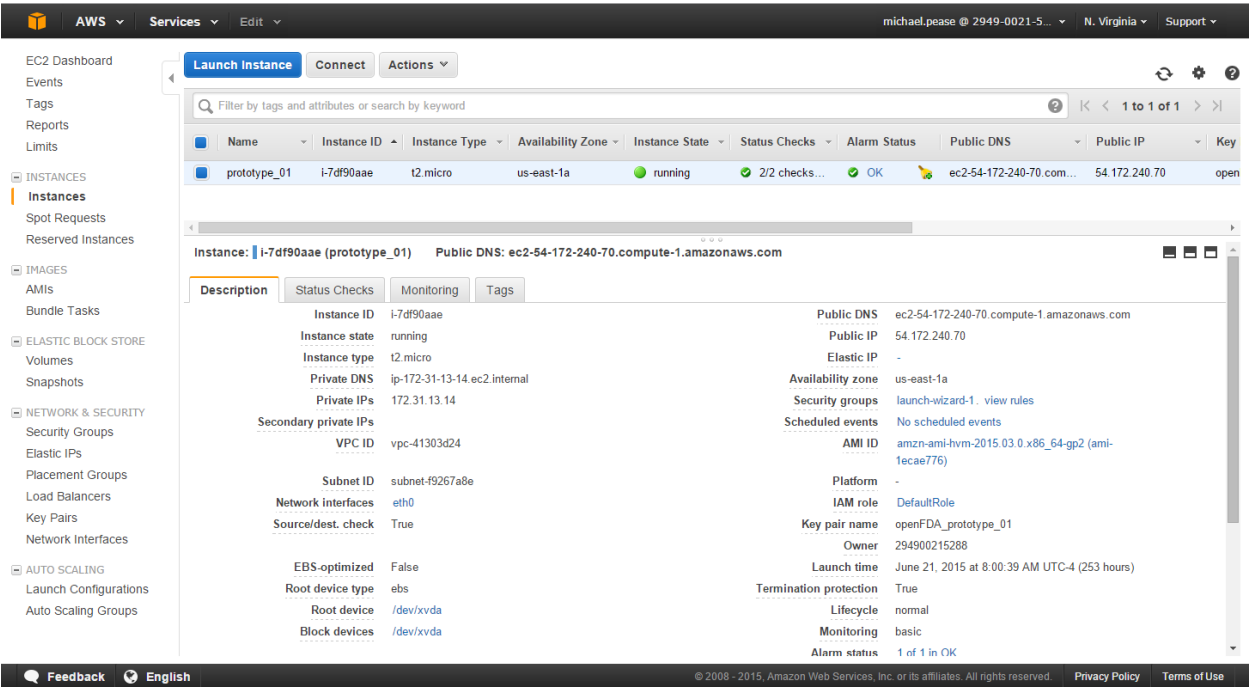 AWS Services Edit michael.pease @ 2949-0021-5... N. Virginia Support
EC2 Dashboard
Events
Tags
Reports
Limits
INSTANCES
Instances
Spot Requests
Reserved Instances
IMAGES
AMIs
Bundle Tasks
ELASTIC BLOCK STORE
Volumes
Snapshots
NETWORK & SECURITY
Security Groups
Elastic IPs
Placement Groups
Load Balancers
Key Pairs
Network Interfaces
AUTO SCALING
Launch Configurations
Auto Scaling Groups
Launch Instance Connect Actions
Filter by tags and attributes or search by keyword 1 to 1 of 1
Name Instance ID Instance Type Availability Zone Instance State Status Checks Alarm Status Public DNS Public IP Key
prototype_01 i-7df90aae t2.micro us-east-1a running 2/2 checks... OK ec2-54-172-240-70.com... 54.172.240.70 open
Instance: i-7df90aae (prototype_01) Public DNS: ec2-54-172-240-70.compute-1.amazonaws.com
Description Status Checks Monitoring Tags
Instance ID i-7df90aae
Instance state running
Instance type t2.micro
Private DNS ip-172-31-13-14.ec2.internal
Private IPs 172.31.13.14
Secondary private IPs
VPC ID vpc-41303d24
Subnet ID subnet-f9267a8e
Network interfaces eth0
Source/dest. check True
EBS-optimized False
Root device type ebs
Root device /dev/xvda
Block devices /dev/xvda
Public DNS ec2-54-172-240-70.compute-1.amazonaws.com
Public IP 54.172.240.70
Elastic IP -
Availability zone us-east-1a
Security groups launch-wizard-1. view rules
Scheduled events No scheduled events
AMI ID amzn-ami-hvm-2015.03.0.x86_64-gp2 (ami-
1ecae776)
Platform -
IAM role DefaultRole
Key pair name openFDA_prototype_01
Owner 294900215288
Launch time June 21, 2015 at 8:00:39 AM UTC-4 (253 hours)
Termination protection True
Lifecycle normal
Monitoring basic
Alarm status 1 of 1 in OK
Feedback English © 2008 - 2015, Amazon Web Services, Inc. or its affiliates. All rights reserved. Privacy Policy Terms of Use